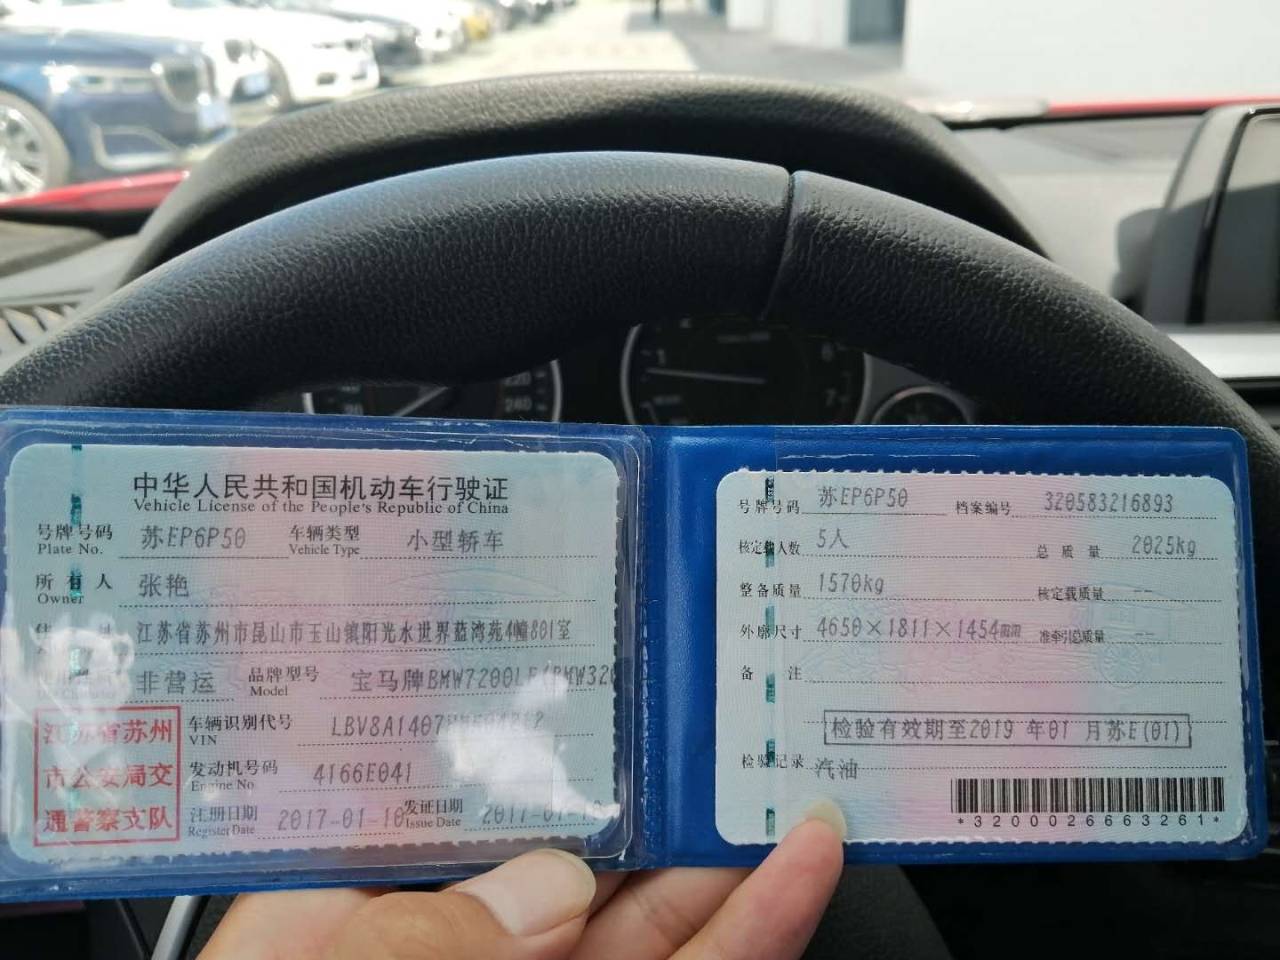 中华人民共和国机动车行驶证
Vehicle License of the People's Republic of China
号牌号码 苏EP6P50 车辆类型 小型轿车
Plate No. Vehicle Type
所有人 张艳
Owner
江苏省苏州市昆山市玉山镇阳光水世界蓝湾苑4幢801室
非营运 品牌型号 宝马牌BMW7200
Model
车辆识别代号 LBV8A1407
VIN
发动机号码 4166E041
Engine No.
注册日期 2017-01-10 发证日期 2017-01-
Register Date Issue Date
江苏省苏州
市公安局交
通警察支队
号牌号码 苏EP6P50 档案编号 320583216893
核定载人数 5人 总质量 2025kg
整备质量 1570kg 核定载质量 --
外廓尺寸 4650×1811×1454mm 准牵引总质量 --
备注
检验有效期至2019年01月苏E(01)
检验记录 汽油
*3200026663261*
1
6
7
220
240